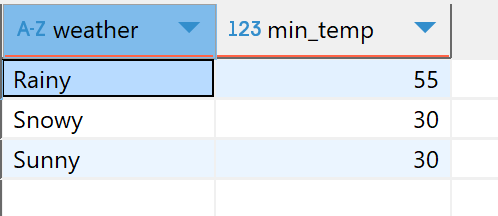 A-Z weather 123 min_temp
Rainy 55
Snowy 30
Sunny 30